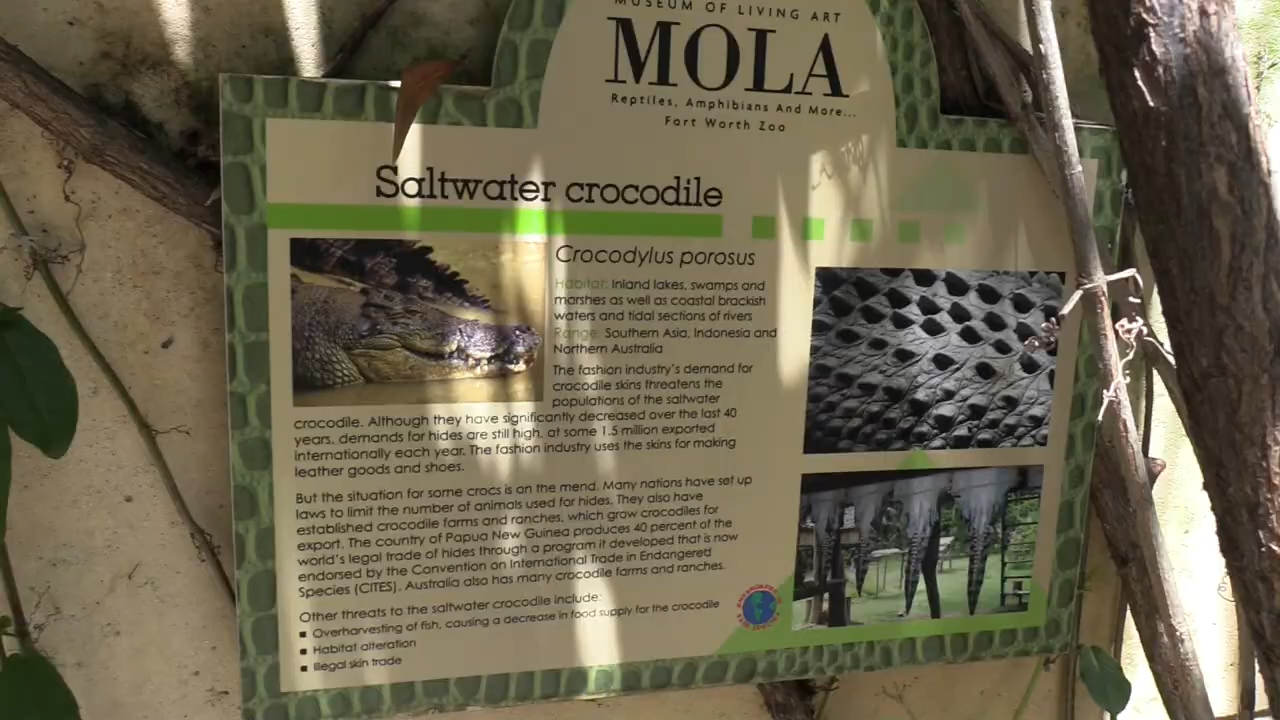 MUSEUM OF LIVING ART
MOLA
Reptiles, Amphibians And More...
Fort Worth Zoo
Saltwater crocodile
Crocodylus porosus
Habitat: Inland lakes, swamps and
marshes as well as coastal brackish
waters and tidal sections of rivers
Range: Southern Asia, Indonesia and
Northern Australia
The fashion industry's demand for
crocodile skins threatens the
populations of the saltwater
crocodile. Although they have significantly decreased over the last 40
years, demands for hides are still high, at some 1.5 million exported
internationally each year. The fashion industry uses the skins for making
leather goods and shoes.
But the situation for some crocs is on the mend. Many nations have set up
laws to limit the number of animals used for hides. They also have
established crocodile farms and ranches, which grow crocodiles for
export. The country of Papua New Guinea produces 40 percent of the
world's legal trade of hides through a program it developed that is now
endorsed by the Convention on International Trade in Endangered
Species (CITES). Australia also has many crocodile farms and ranches.
Other threats to the saltwater crocodile include:
▪ Overharvesting of fish, causing a decrease in food supply for the crocodile
▪ Habitat alteration
▪ Illegal skin trade